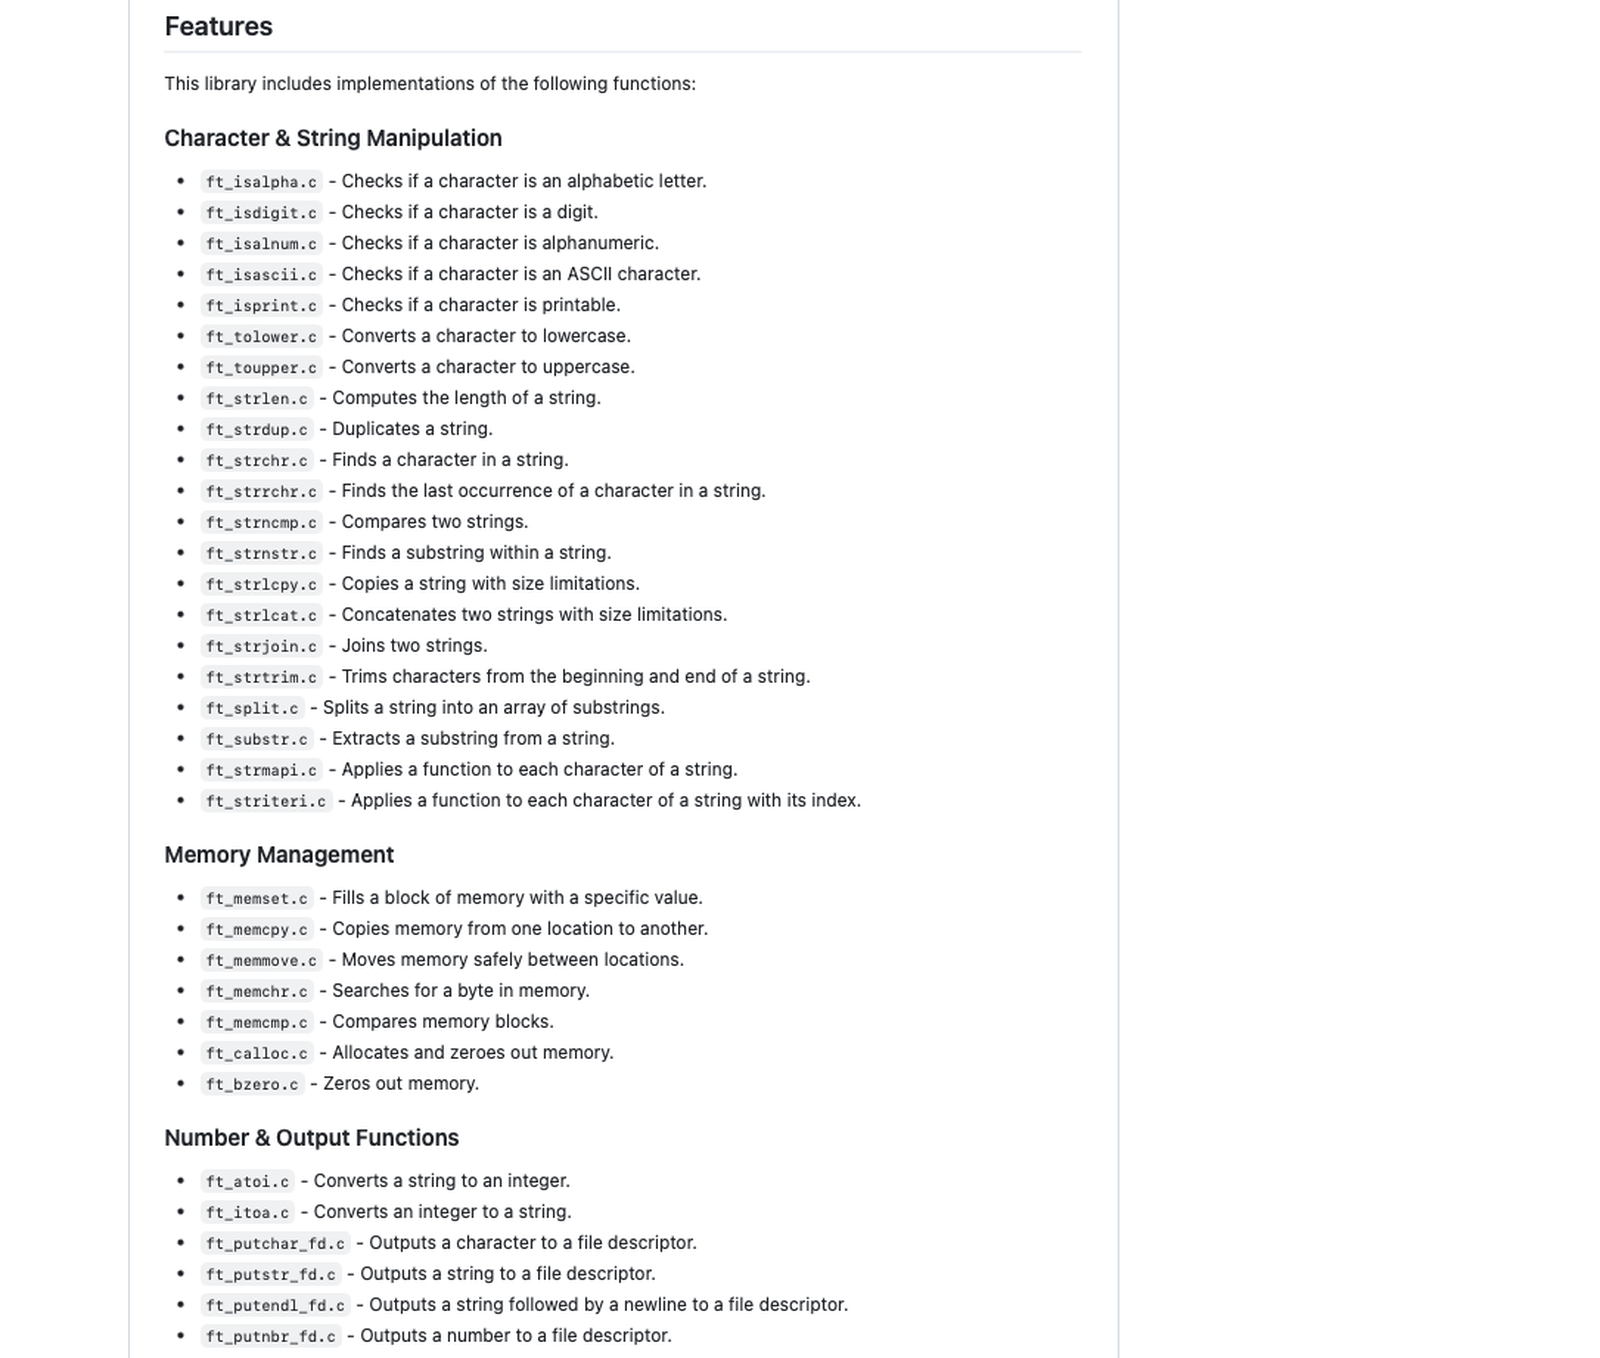 Features
This library includes implementations of the following functions:
Character & String Manipulation
• ft_isalpha.c - Checks if a character is an alphabetic letter.
• ft_isdigit.c - Checks if a character is a digit.
• ft_isalnum.c - Checks if a character is alphanumeric.
• ft_isascii.c - Checks if a character is an ASCII character.
• ft_isprint.c - Checks if a character is printable.
• ft_tolower.c - Converts a character to lowercase.
• ft_toupper.c - Converts a character to uppercase.
• ft_strlen.c - Computes the length of a string.
• ft_strdup.c - Duplicates a string.
• ft_strchr.c - Finds a character in a string.
• ft_strrchr.c - Finds the last occurrence of a character in a string.
• ft_strncmp.c - Compares two strings.
• ft_strnstr.c - Finds a substring within a string.
• ft_strlcpy.c - Copies a string with size limitations.
• ft_strlcat.c - Concatenates two strings with size limitations.
• ft_strjoin.c - Joins two strings.
• ft_strtrim.c - Trims characters from the beginning and end of a string.
• ft_split.c - Splits a string into an array of substrings.
• ft_substr.c - Extracts a substring from a string.
• ft_strmapi.c - Applies a function to each character of a string.
• ft_striteri.c - Applies a function to each character of a string with its index.
Memory Management
• ft_memset.c - Fills a block of memory with a specific value.
• ft_memcpy.c - Copies memory from one location to another.
• ft_memmove.c - Moves memory safely between locations.
• ft_memchr.c - Searches for a byte in memory.
• ft_memcmp.c - Compares memory blocks.
• ft_calloc.c - Allocates and zeroes out memory.
• ft_bzero.c - Zeros out memory.
Number & Output Functions
• ft_atoi.c - Converts a string to an integer.
• ft_itoa.c - Converts an integer to a string.
• ft_putchar_fd.c - Outputs a character to a file descriptor.
• ft_putstr_fd.c - Outputs a string to a file descriptor.
• ft_putendl_fd.c - Outputs a string followed by a newline to a file descriptor.
• ft_putnbr_fd.c - Outputs a number to a file descriptor.